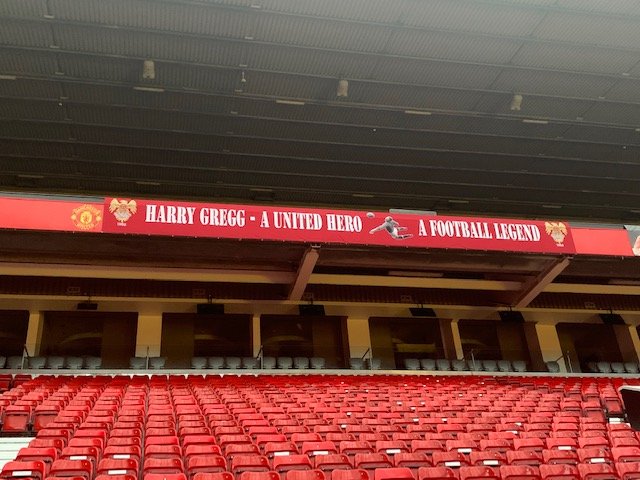 HARRY GREGG - A UNITED HERO A FOOTBALL LEGEND